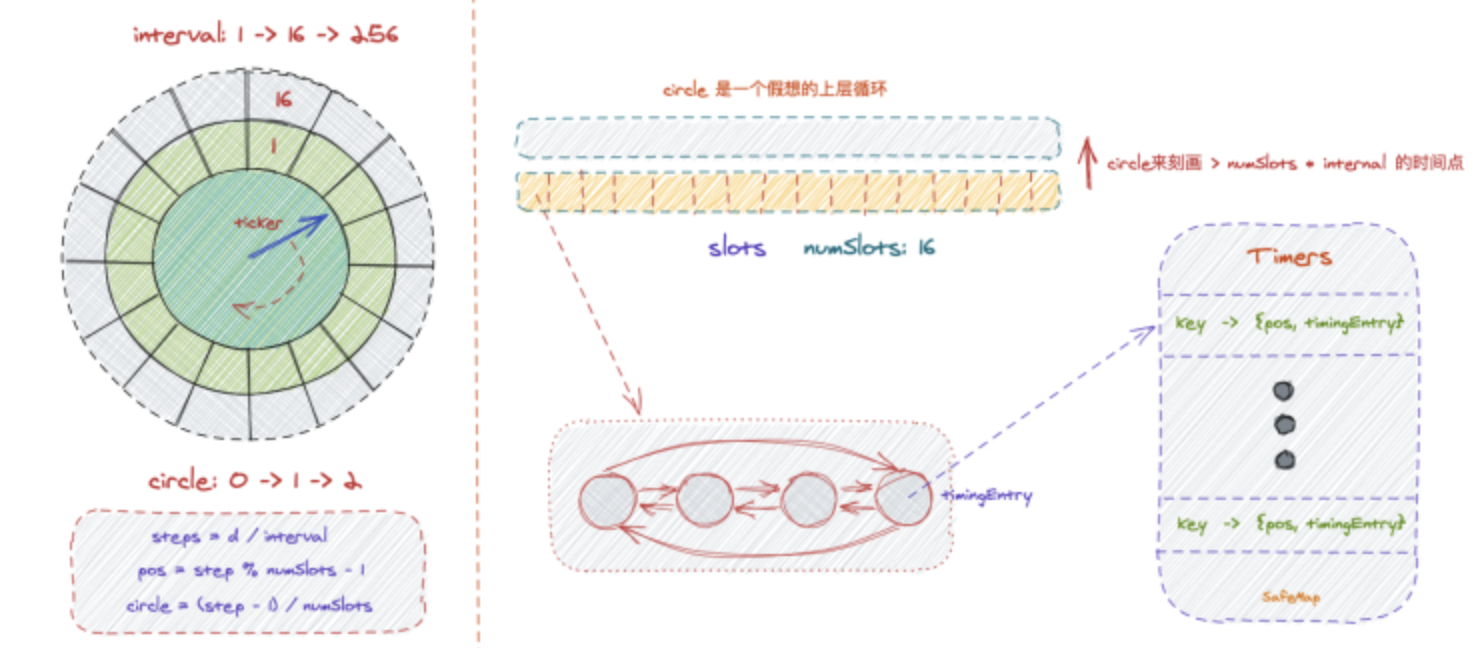 interval: 1 -> 16 -> 256
16
1
ticker
circle: 0 -> 1 -> 2
steps = d / interval
pos = step % numSlots - 1
circle = (step - 1) / numSlots
circle 是一个假想的上层循环
circle来刻画 > numSlots * internal 的时间点
slots numSlots: 16
timingEntry
Timers
key -> {pos, timingEntry}
key -> {pos, timingEntry}
SafeMap